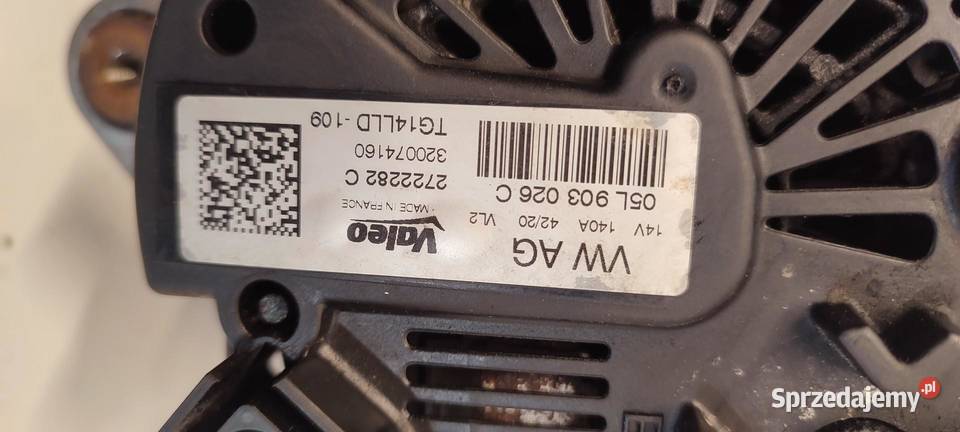 VW AG
14V 140A 42/20 VL2
05L 903 026 C
Valeo
* MADE IN FRANCE
2722282 C
320074160
TG14LLD -109
Sprzedajemy.pl